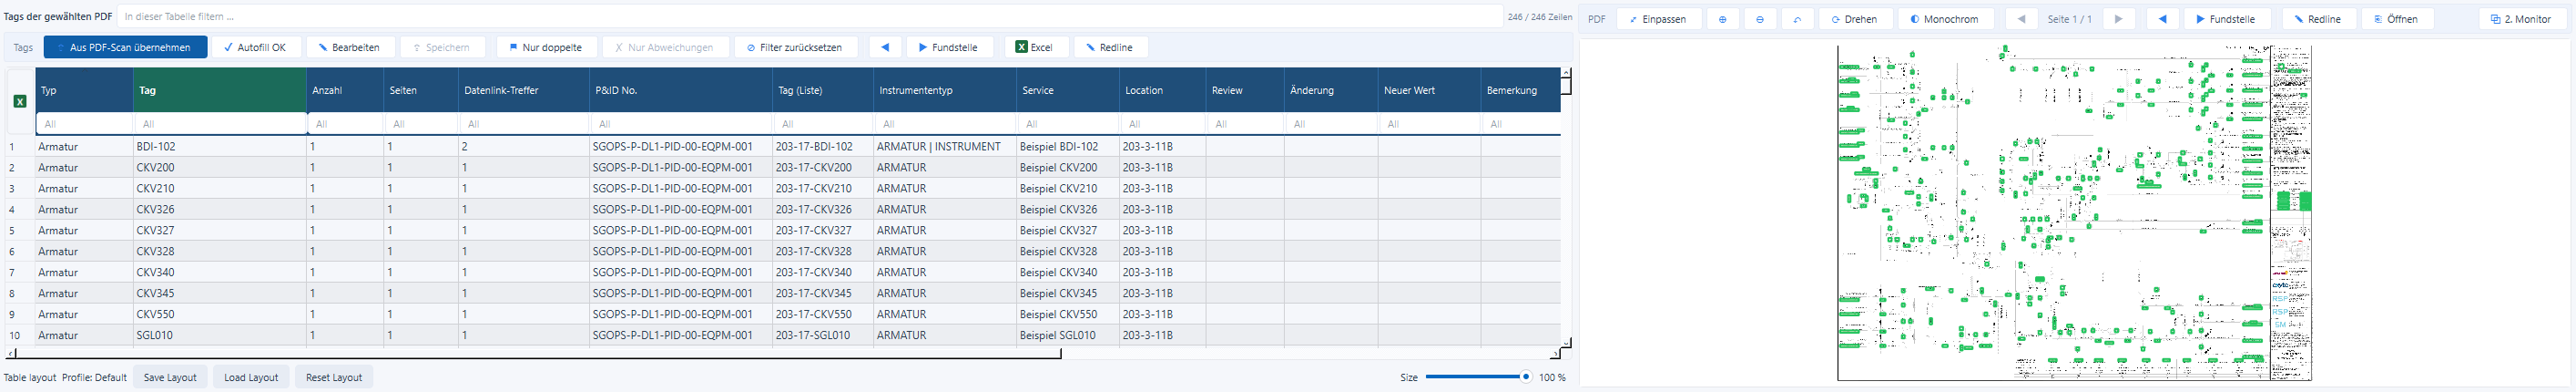 Tags der gewählten PDF In dieser Tabelle filtern ... 246 / 246 Zeilen
Tags Aus PDF-Scan übernehmen Autofill OK Bearbeiten Speichern Nur doppelte Nur Abweichungen Filter zurücksetzen Fundstelle Excel Redline
PDF Einpassen Drehen Monochrom Seite 1 / 1 Fundstelle Redline Öffnen 2. Monitor
Typ Tag Anzahl Seiten Datenlink-Treffer P&ID No. Tag (Liste) Instrumententyp Service Location Review Änderung Neuer Wert Bemerkung
All All All All All All All All All All All All All All
1 Armatur BDI-102 1 1 2 SGOPS-P-DL1-PID-00-EQPM-001 203-17-BDI-102 ARMATUR | INSTRUMENT Beispiel BDI-102 203-3-11B
2 Armatur CKV200 1 1 1 SGOPS-P-DL1-PID-00-EQPM-001 203-17-CKV200 ARMATUR Beispiel CKV200 203-3-11B
3 Armatur CKV210 1 1 1 SGOPS-P-DL1-PID-00-EQPM-001 203-17-CKV210 ARMATUR Beispiel CKV210 203-3-11B
4 Armatur CKV326 1 1 1 SGOPS-P-DL1-PID-00-EQPM-001 203-17-CKV326 ARMATUR Beispiel CKV326 203-3-11B
5 Armatur CKV327 1 1 1 SGOPS-P-DL1-PID-00-EQPM-001 203-17-CKV327 ARMATUR Beispiel CKV327 203-3-11B
6 Armatur CKV328 1 1 1 SGOPS-P-DL1-PID-00-EQPM-001 203-17-CKV328 ARMATUR Beispiel CKV328 203-3-11B
7 Armatur CKV340 1 1 1 SGOPS-P-DL1-PID-00-EQPM-001 203-17-CKV340 ARMATUR Beispiel CKV340 203-3-11B
8 Armatur CKV345 1 1 1 SGOPS-P-DL1-PID-00-EQPM-001 203-17-CKV345 ARMATUR Beispiel CKV345 203-3-11B
9 Armatur CKV550 1 1 1 SGOPS-P-DL1-PID-00-EQPM-001 203-17-CKV550 ARMATUR Beispiel CKV550 203-3-11B
10 Armatur SGL010 1 1 1 SGOPS-P-DL1-PID-00-EQPM-001 203-17-SGL010 ARMATUR Beispiel SGL010 203-3-11B
Table layout Profile: Default Save Layout Load Layout Reset Layout Size 100 %